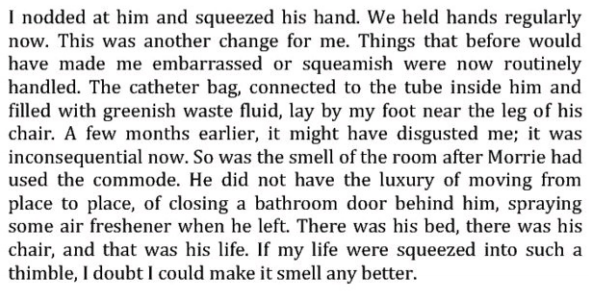 I nodded at him and squeezed his hand. We held hands regularly
now. This was another change for me. Things that before would
have made me embarrassed or squeamish were now routinely
handled. The catheter bag, connected to the tube inside him and
filled with greenish waste fluid, lay by my foot near the leg of his
chair. A few months earlier, it might have disgusted me; it was
inconsequential now. So was the smell of the room after Morrie had
used the commode. He did not have the luxury of moving from
place to place, of closing a bathroom door behind him, spraying
some air freshener when he left. There was his bed, there was his
chair, and that was his life. If my life were squeezed into such a
thimble, I doubt I could make it smell any better.